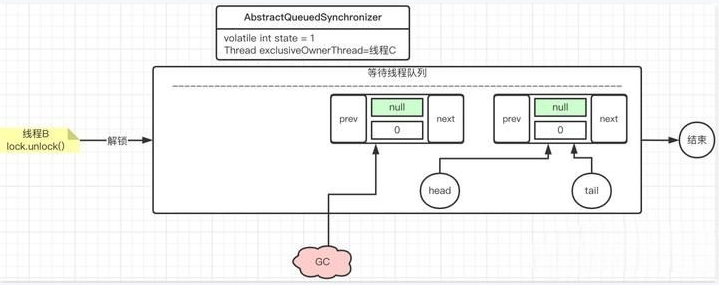 AbstractQueuedSynchronizer
volatile int state = 1
Thread exclusiveOwnerThread=线程C
等待线程队列
prev
null
0
next
prev
null
0
next
线程B
lock.unlock()
解锁
结束
head
tail
GC